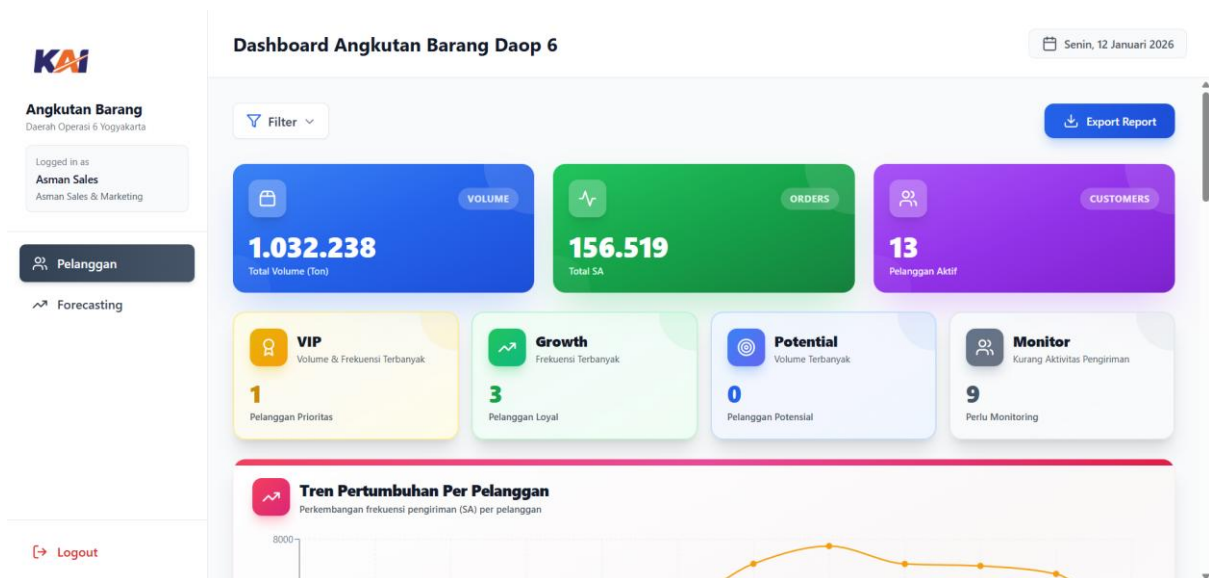 KAI
Angkutan Barang
Daerah Operasi 6 Yogyakarta
Logged in as
Asman Sales
Asman Sales & Marketing
Pelanggan
Forecasting
Logout
Dashboard Angkutan Barang Daop 6
Senin, 12 Januari 2026
Filter
Export Report
VOLUME
1.032.238
Total Volume (Ton)
ORDERS
156.519
Total SA
CUSTOMERS
13
Pelanggan Aktif
VIP
Volume & Frekuensi Terbanyak
1
Pelanggan Prioritas
Growth
Frekuensi Terbanyak
3
Pelanggan Loyal
Potential
Volume Terbanyak
0
Pelanggan Potensial
Monitor
Kurang Aktivitas Pengiriman
9
Perlu Monitoring
Tren Pertumbuhan Per Pelanggan
Perkembangan frekuensi pengiriman (SA) per pelanggan
8000